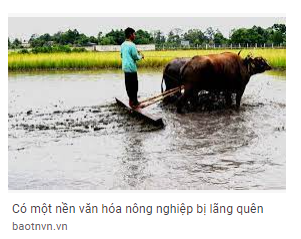 Có một nền văn hóa nông nghiệp bị lãng quên
baotnvn.vn